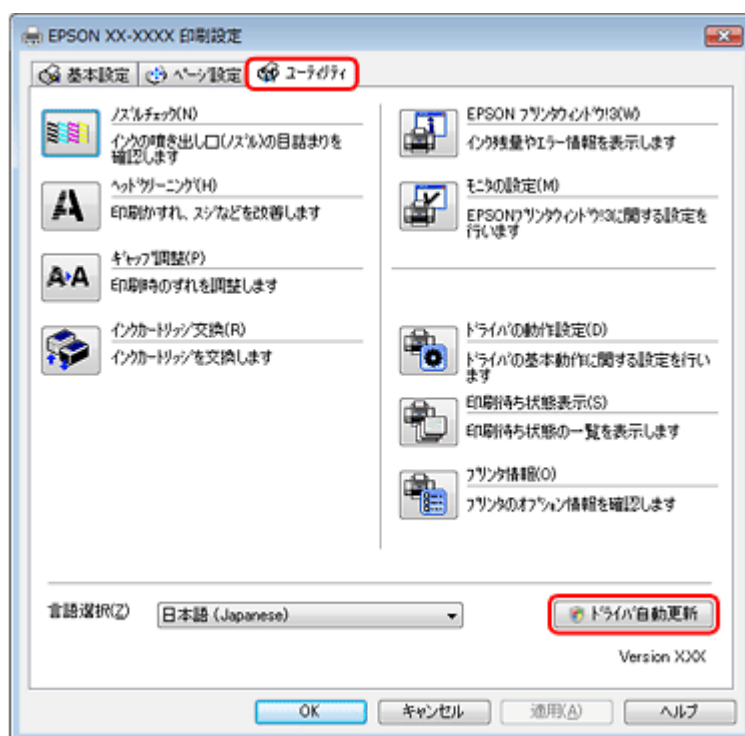 EPSON XX-XXXX 印刷設定
基本設定
ページ設定
ユーティリティ
ノズルチェック(N)
インクの噴き出し口(ノズル)の目詰まりを
確認します
ヘッドクリーニング(H)
印刷かすれ、スジなどを改善します
ギャップ調整(P)
印刷時のずれを調整します
インクカートリッジ交換(R)
インクカートリッジを交換します
EPSON プリンタウィンドウ!3(W)
インク残量やエラー情報を表示します
モニタの設定(M)
EPSONプリンタウィンドウ!3に関する設定を
行います
ドライバの動作設定(D)
ドライバの基本動作に関する設定を行い
ます
印刷待ち状態表示(S)
印刷待ち状態の一覧を表示します
プリンタ情報(O)
プリンタのオプション情報を確認します
言語選択(Z)
日本語 (Japanese)
ドライバ自動更新
Version XXX
OK
キャンセル
適用(A)
ヘルプ